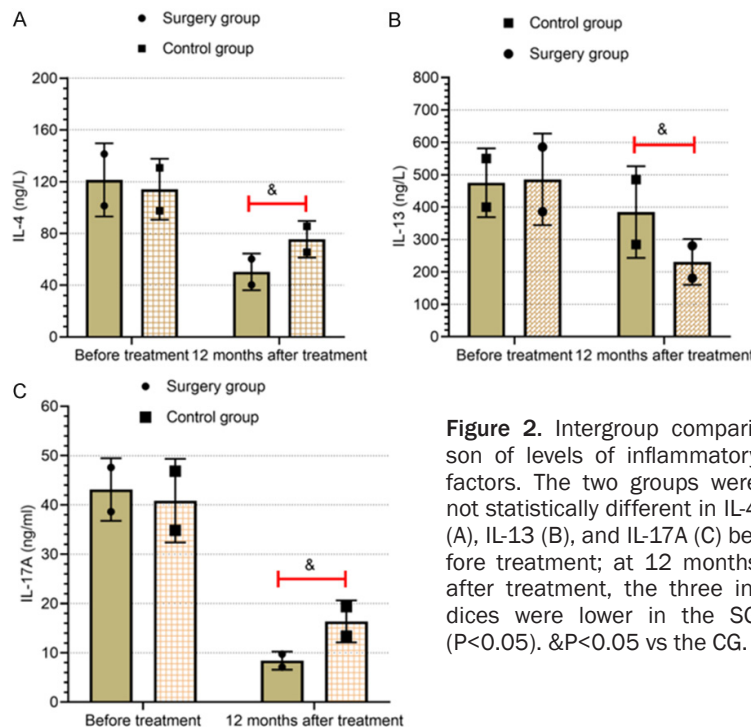 A
Surgery group
Control group
200
160
120
80
40
0
IL-4 (ng/L)
&
Before treatment 12 months after treatment
B
Control group
Surgery group
800
700
600
500
400
300
200
100
0
IL-13 (ng/L)
&
Before treatment 12 months after treatment
C
Surgery group
Control group
60
50
40
30
20
10
0
IL-17A (ng/ml)
&
Before treatment 12 months after treatment
Figure 2. Intergroup compari-
son of levels of inflammatory
factors. The two groups were
not statistically different in IL-4
(A), IL-13 (B), and IL-17A (C) be-
fore treatment; at 12 months
after treatment, the three in-
dices were lower in the SG
(P<0.05). &P<0.05 vs the CG.